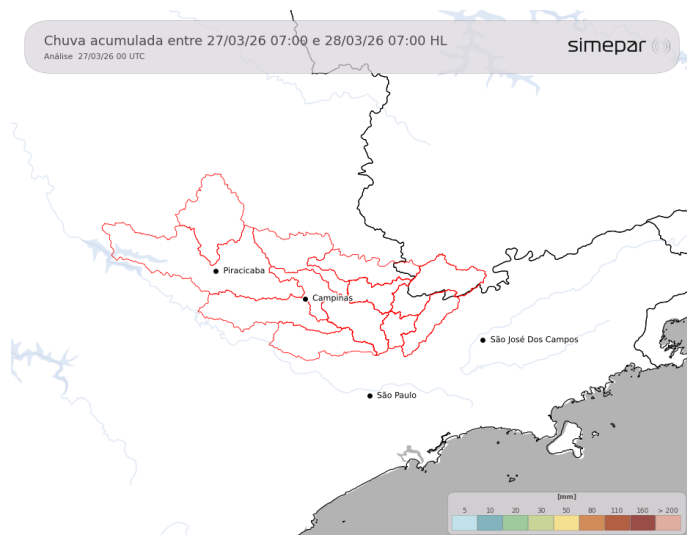 Chuva acumulada entre 27/03/26 07:00 e 28/03/26 07:00 HL
Análise 27/03/26 00 UTC
simepar
Piracicaba
Campinas
São José Dos Campos
São Paulo
[mm]
5 10 20 30 50 80 110 160 > 200